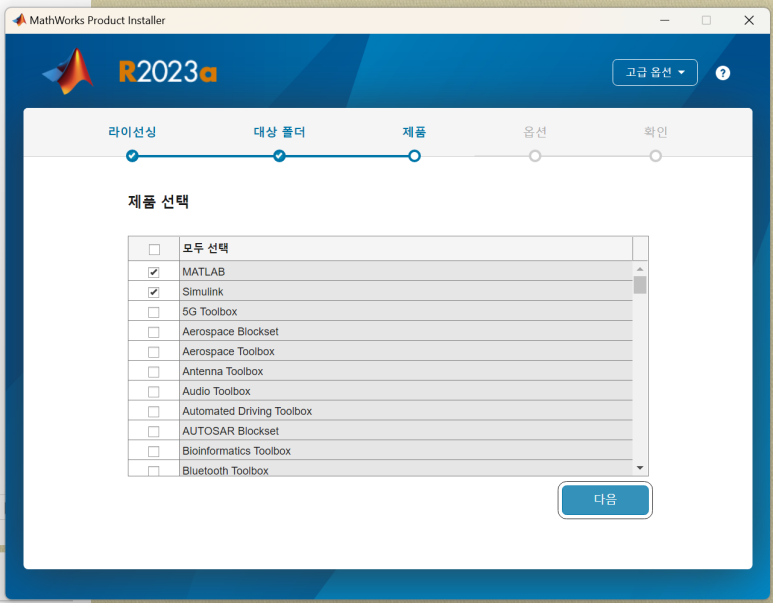 MathWorks Product Installer
R2023a
고급 옵션
?
라이선싱 대상 폴더 제품 옵션 확인
제품 선택
모두 선택
MATLAB
Simulink
5G Toolbox
Aerospace Blockset
Aerospace Toolbox
Antenna Toolbox
Audio Toolbox
Automated Driving Toolbox
AUTOSAR Blockset
Bioinformatics Toolbox
Bluetooth Toolbox
다음